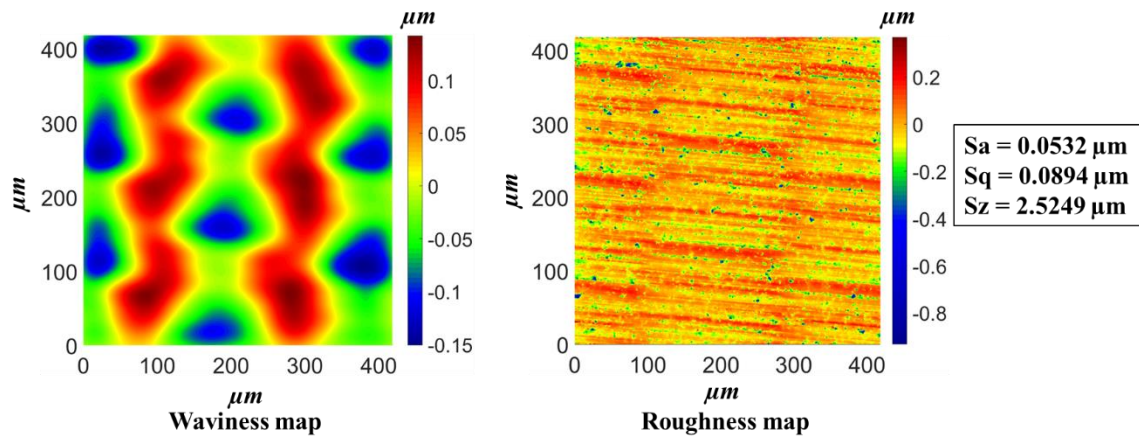 µm
400
300
200
100
0
0
100
200
300
400
µm
µm
0.1
0.05
0
-0.05
-0.1
-0.15
Waviness map
µm
400
300
200
100
0
0
100
200
300
400
µm
µm
0.2
0
-0.2
-0.4
-0.6
-0.8
Roughness map
Sa = 0.0532 µm
Sq = 0.0894 µm
Sz = 2.5249 µm